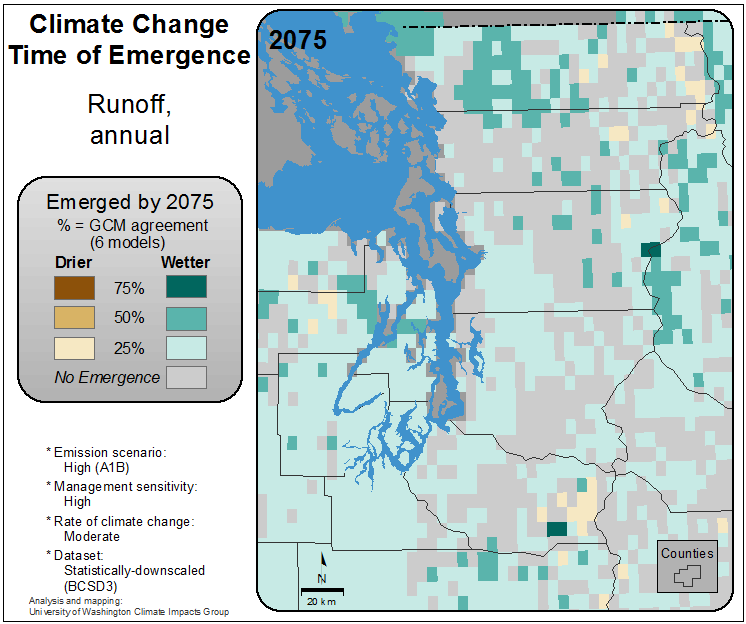 Climate Change
Time of Emergence
Runoff,
annual
Emerged by 2075
% = GCM agreement
(6 models)
Drier Wetter
75%
50%
25%
No Emergence
* Emission scenario:
High (A1B)
* Management sensitivity:
High
* Rate of climate change:
Moderate
* Dataset:
Statistically-downscaled
(BCSD3)
Analysis and mapping:
University of Washington Climate Impacts Group
2075
N
20 km
Counties